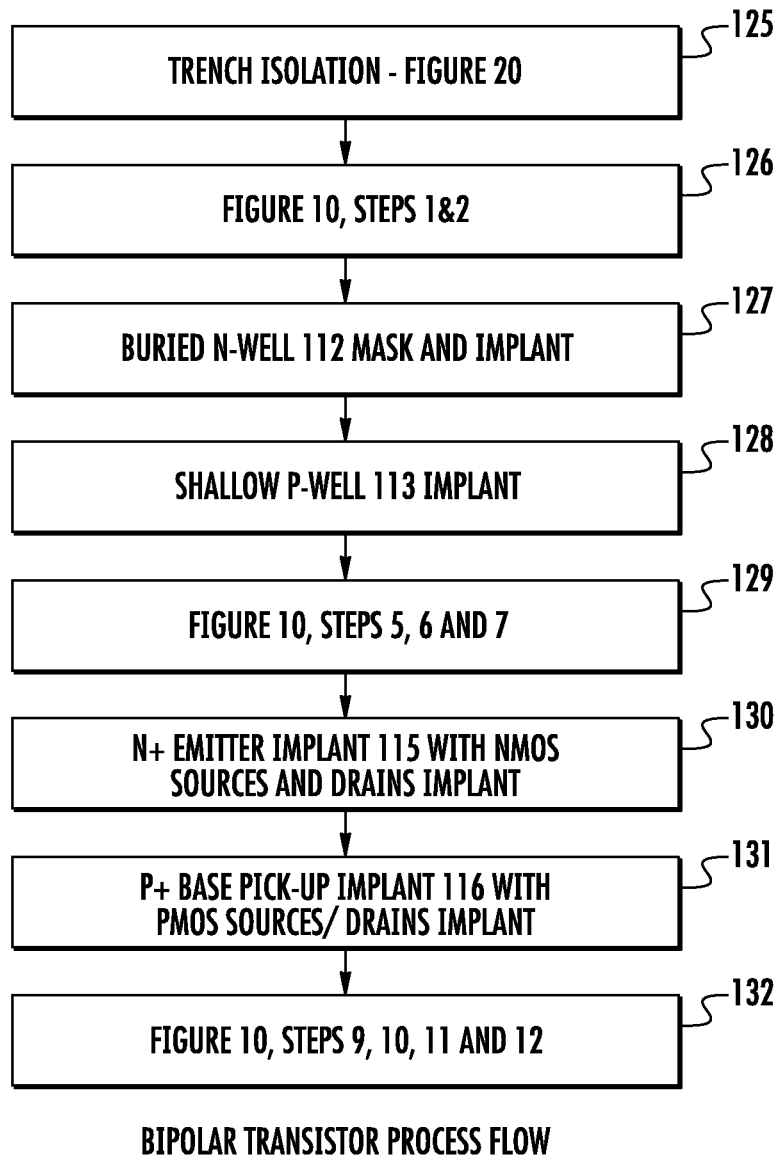 125
TRENCH ISOLATION - FIGURE 20
126
FIGURE 10, STEPS 1&2
127
BURIED N-WELL 112 MASK AND IMPLANT
128
SHALLOW P-WELL 113 IMPLANT
129
FIGURE 10, STEPS 5, 6 AND 7
130
N+ EMITTER IMPLANT 115 WITH NMOS
SOURCES AND DRAINS IMPLANT
131
P+ BASE PICK-UP IMPLANT 116 WITH
PMOS SOURCES/ DRAINS IMPLANT
132
FIGURE 10, STEPS 9, 10, 11 AND 12
BIPOLAR TRANSISTOR PROCESS FLOW